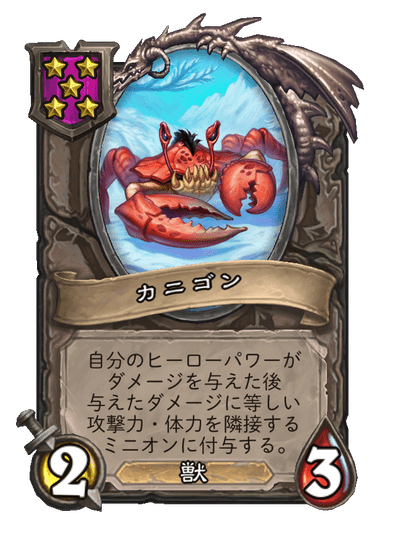 カニゴン
自分のヒーローパワーが
ダメージを与えた後
与えたダメージに等しい
攻撃力・体力を隣接する
ミニオンに付与する。
2
獣
3